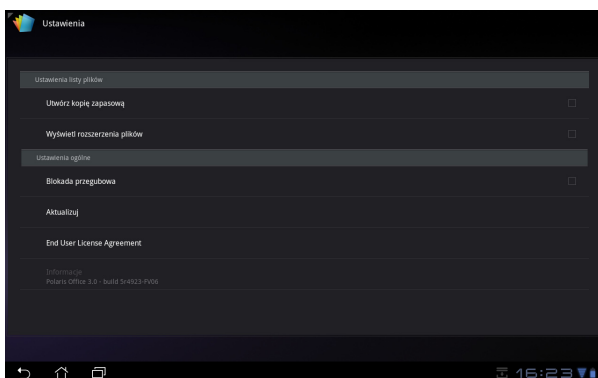 Ustawienia
Ustawienia listy plików
Utwórz kopię zapasową
Wyświetl rozszerzenia plików
Ustawienia ogólne
Blokada przegubowa
Aktualizuj
End User License Agreement
Informacje
Polaris Office 3.0 - build 5r4923-FV06
16:23